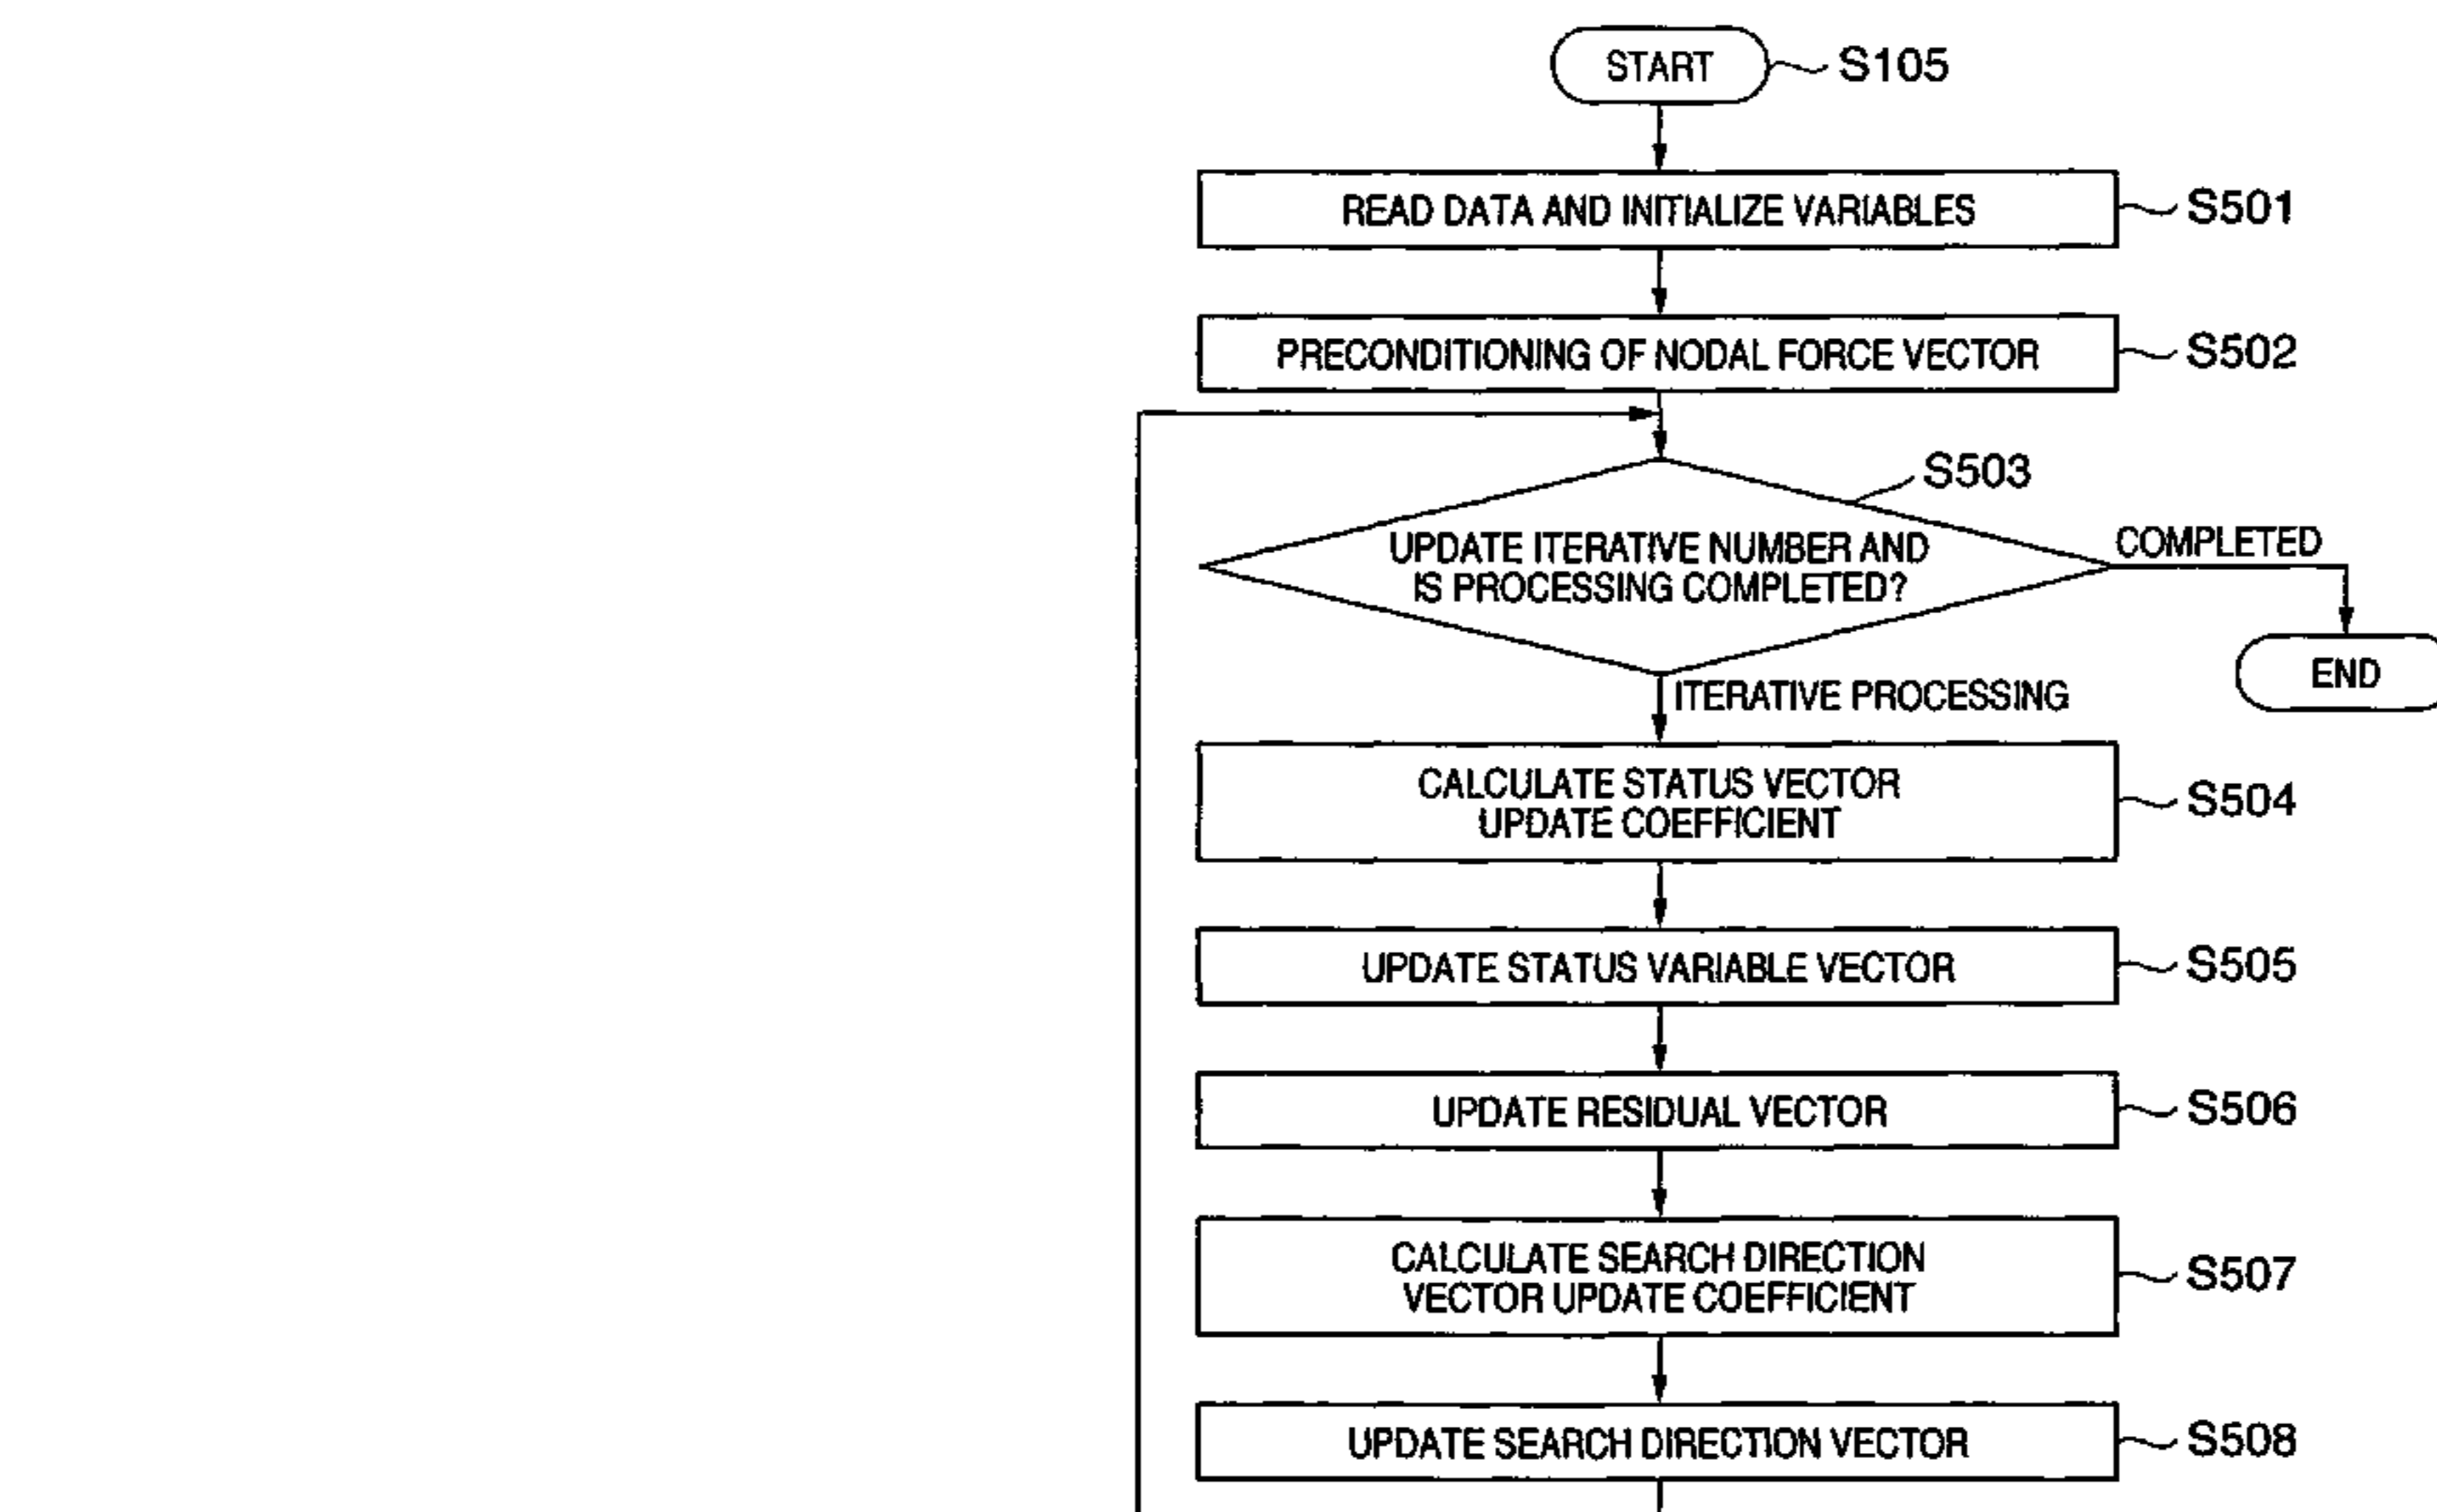 START
S105
READ DATA AND INITIALIZE VARIABLES
S501
PRECONDITIONING OF NODAL FORCE VECTOR
S502
S503
UPDATE ITERATIVE NUMBER AND
IS PROCESSING COMPLETED?
COMPLETED
END
ITERATIVE PROCESSING
CALCULATE STATUS VECTOR
UPDATE COEFFICIENT
S504
UPDATE STATUS VARIABLE VECTOR
S505
UPDATE RESIDUAL VECTOR
S506
CALCULATE SEARCH DIRECTION
VECTOR UPDATE COEFFICIENT
S507
UPDATE SEARCH DIRECTION VECTOR
S508